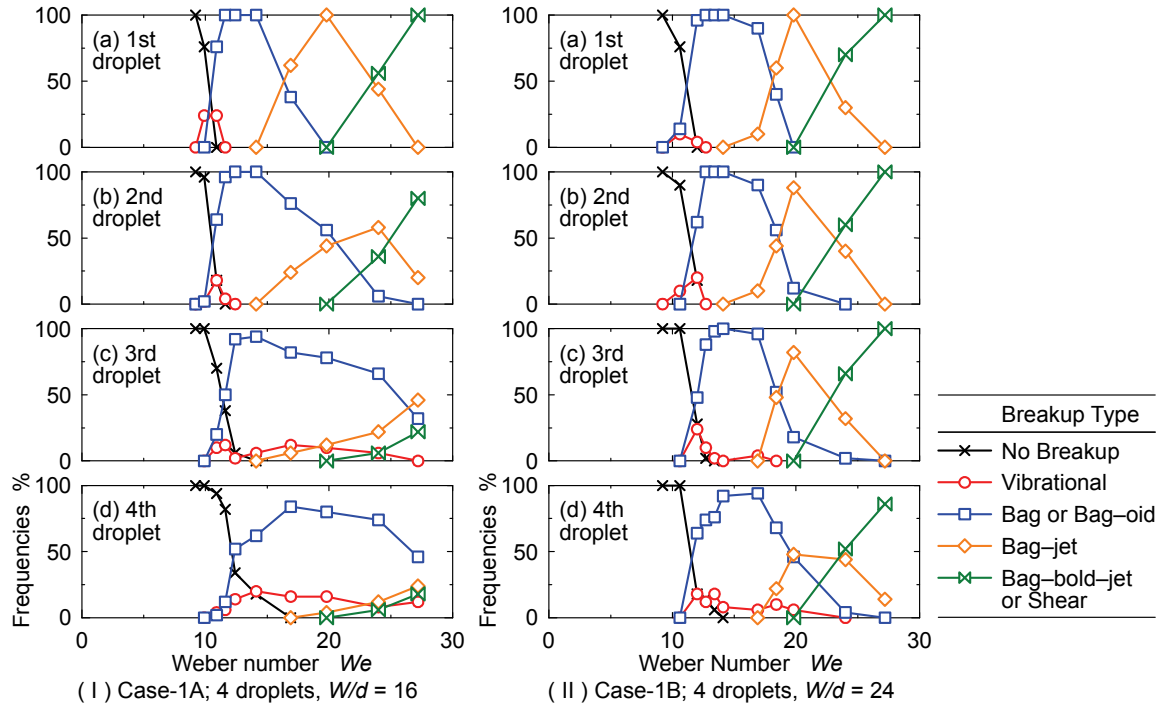 100
50
0
(a) 1st
droplet
100
50
0
(b) 2nd
droplet
100
50
0
(c) 3rd
droplet
100
50
0
(d) 4th
droplet
Frequencies %
0 10 20 30
Weber number We
( I ) Case-1A; 4 droplets, W/d = 16
100
50
0
(a) 1st
droplet
100
50
0
(b) 2nd
droplet
100
50
0
(c) 3rd
droplet
100
50
0
(d) 4th
droplet
Frequencies %
0 10 20 30
Weber Number We
( II ) Case-1B; 4 droplets, W/d = 24
Breakup Type
No Breakup
Vibrational
Bag or Bag–oid
Bag–jet
Bag–bold–jet
or Shear